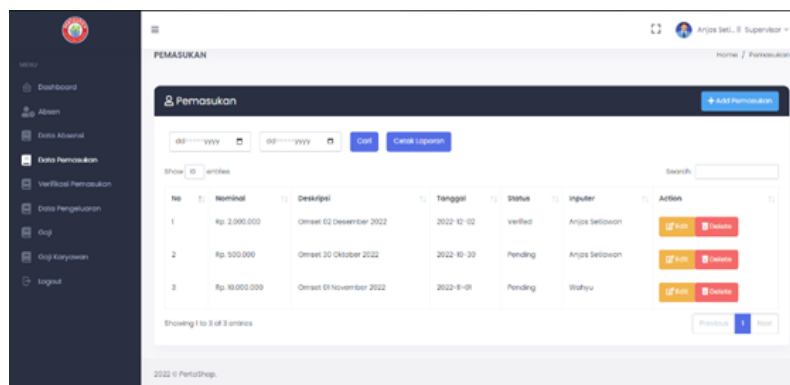 Anjas Seti... || Supervisor
PEMASUKAN
Home / Pemasukan
MENU
Dashboard
Absen
Data Absensi
Data Pemasukan
Verifikasi Pemasukan
Data Pengeluaran
Gaji
Gaji Karyawan
Logout
Pemasukan
+ Add Pemasukan
dd yyyy dd yyyy Cari Cetak Laporan
Show 10 entries Search:
No Nominal Deskripsi Tanggal Status Inputer Action
1 Rp. 2.000.000 Omset 02 Desember 2022 2022-12-02 Verified Anjas Setiawan Edit Delete
2 Rp. 500.000 Omset 30 Oktober 2022 2022-10-30 Pending Anjas Setiawan Edit Delete
3 Rp. 10.000.000 Omset 01 November 2022 2022-11-01 Pending Wahyu Edit Delete
Showing 1 to 3 of 3 entries Previous 1 Next
2022 © PertaShop.